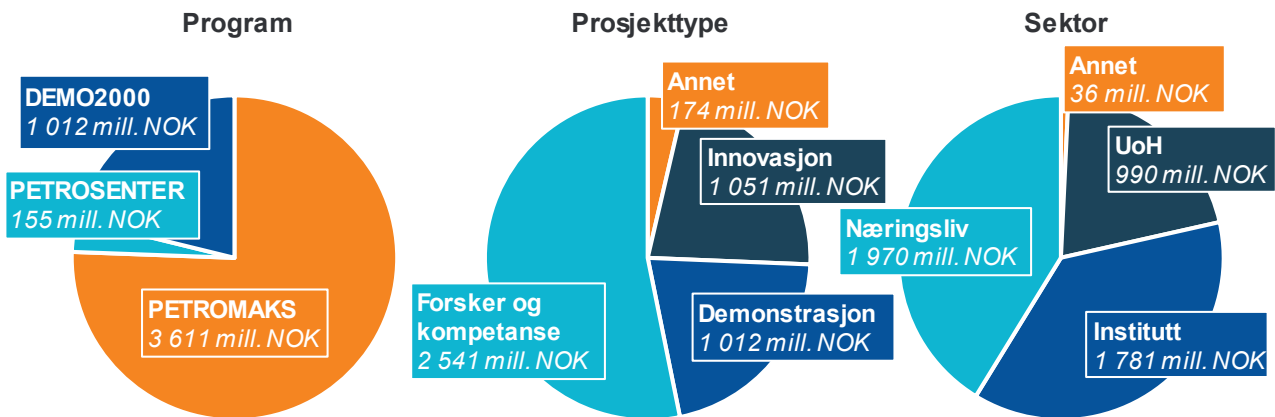 Program
DEMO2000
1 012 mill. NOK
PETROSENTER
155 mill. NOK
PETROMAKS
3 611 mill. NOK
Prosjekttype
Annet
174 mill. NOK
Innovasjon
1 051 mill. NOK
Forsker og
kompetanse
2 541 mill. NOK
Demonstrasjon
1 012 mill. NOK
Sektor
Annet
36 mill. NOK
UoH
990 mill. NOK
Næringsliv
1 970 mill. NOK
Institutt
1 781 mill. NOK